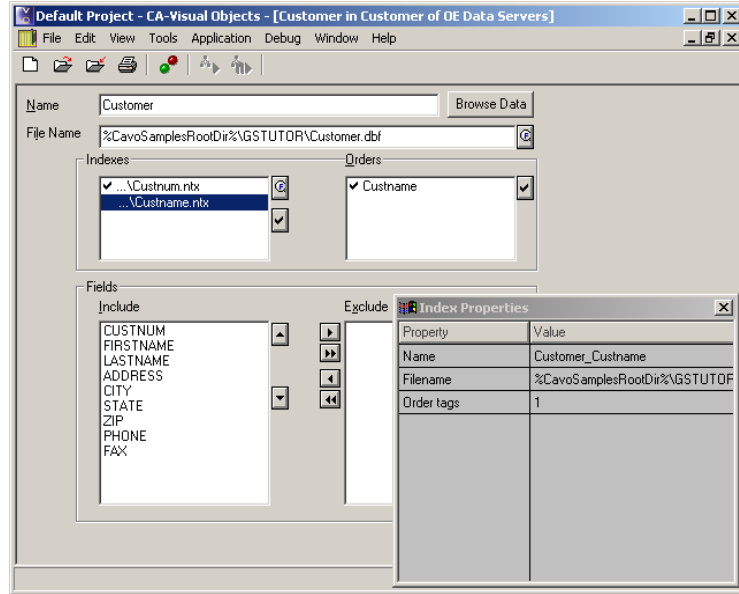 Default Project - CA-Visual Objects - [Customer in Customer of OE Data Servers]
File Edit View Tools Application Debug Window Help
Name Customer Browse Data
File Name %CavoSamplesRootDir%\GSTUTOR\Customer.dbf
Indexes Orders
...\Custnum.ntx Custname
...\Custname.ntx
Fields
Include Exclude
CUSTNUM
FIRSTNAME
LASTNAME
ADDRESS
CITY
STATE
ZIP
PHONE
FAX
Index Properties
Property Value
Name Customer_Custname
Filename %CavoSamplesRootDir%\GSTUTOR
Order tags 1